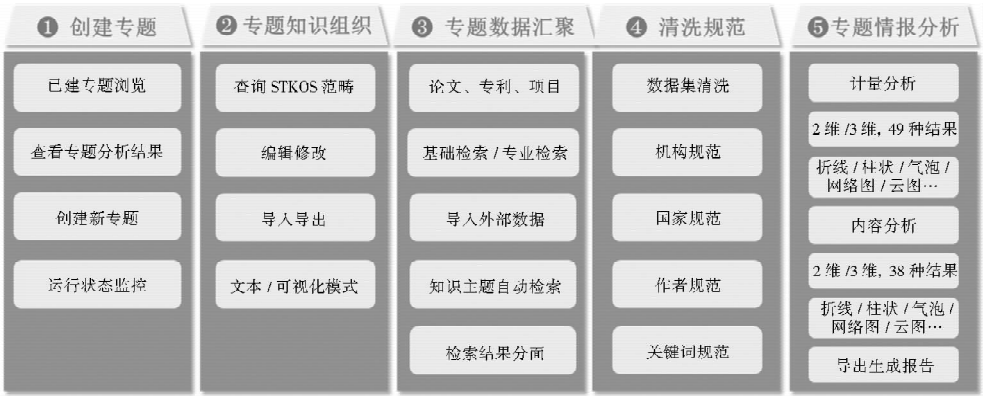 ❶ 创建专题
已建专题浏览
查看专题分析结果
创建新专题
运行状态监控
❷ 专题知识组织
查询 STKOS 范畴
编辑修改
导入导出
文本 / 可视化模式
❸ 专题数据汇聚
论文、专利、项目
基础检索 / 专业检索
导入外部数据
知识主题自动检索
检索结果分面
❹ 清洗规范
数据集清洗
机构规范
国家规范
作者规范
关键词规范
❺ 专题情报分析
计量分析
2 维 /3 维, 49 种结果
折线 / 柱状 / 气泡 /
网络图 / 云图…
内容分析
2 维 /3 维, 38 种结果
折线 / 柱状 / 气泡 /
网络图 / 云图…
导出生成报告